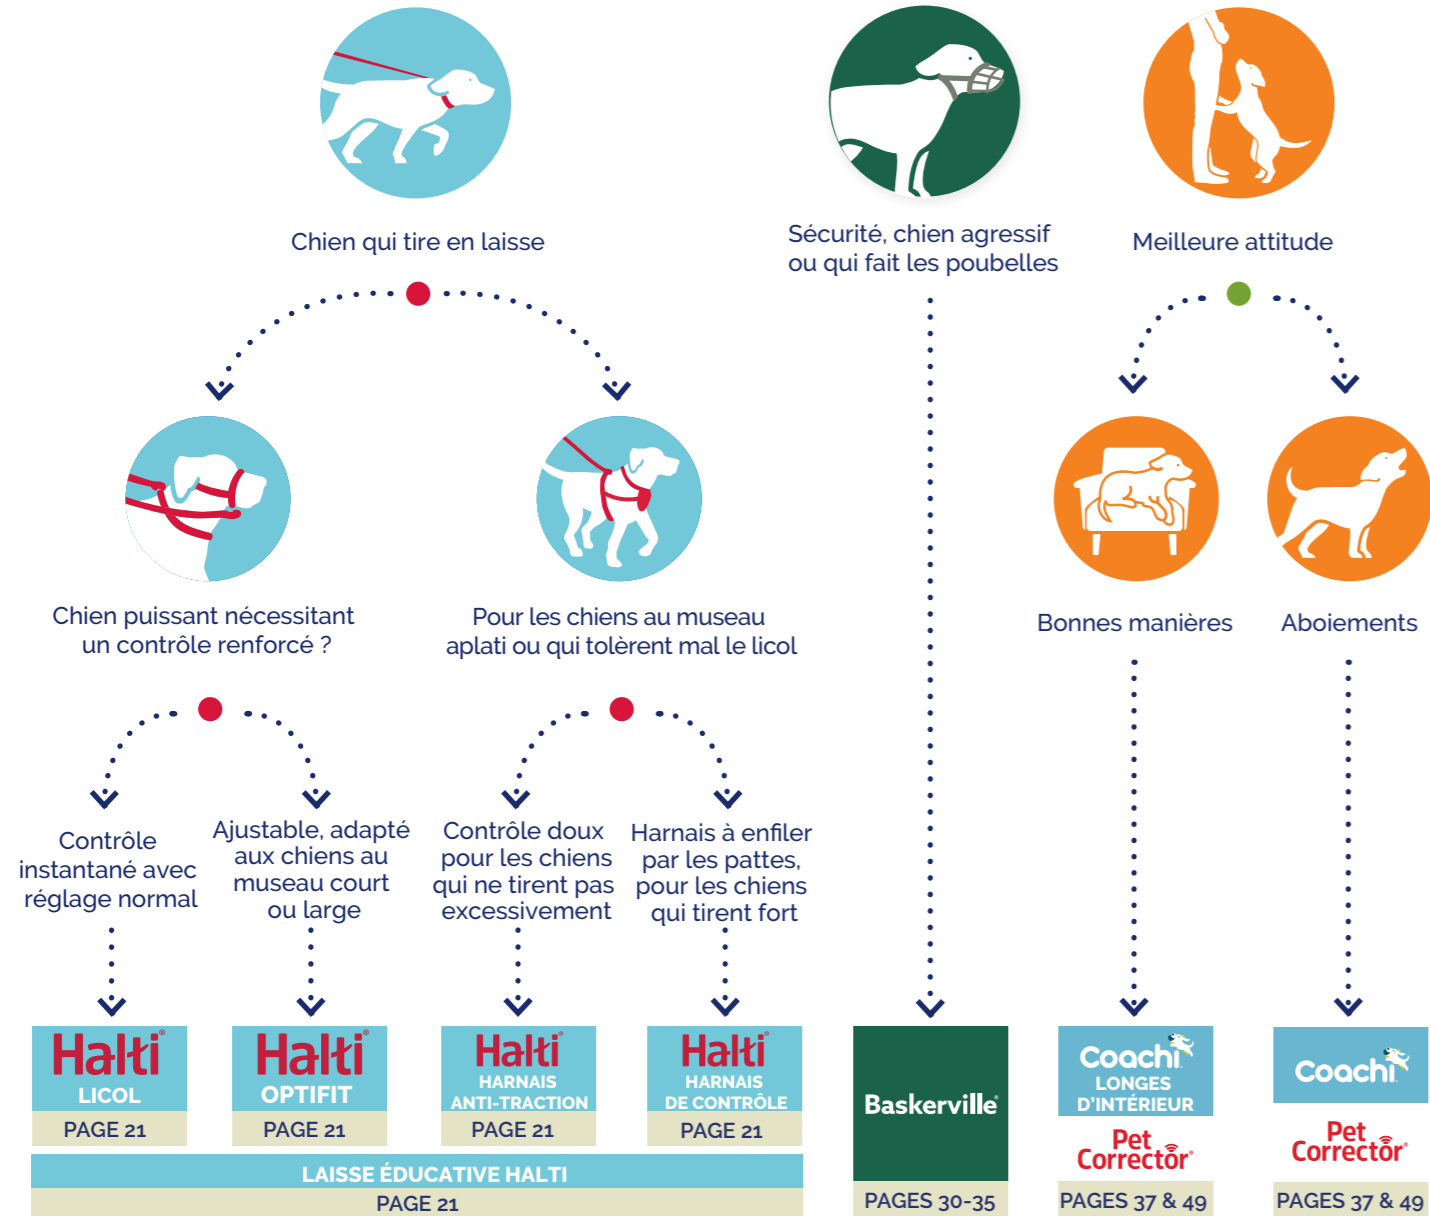 Chien qui tire en laisse
Sécurité, chien agressif
ou qui fait les poubelles
Meilleure attitude
Chien puissant nécessitant
un contrôle renforcé ?
Pour les chiens au museau
aplati ou qui tolèrent mal le licol
Bonnes manières
Aboiements
Contrôle
instantané avec
réglage normal
Ajustable, adapté
aux chiens au
museau court
ou large
Contrôle doux
pour les chiens
qui ne tirent pas
excessivement
Harnais à enfiler
par les pattes,
pour les chiens
qui tirent fort
Halti®
LICOL
PAGE 21
Halti®
OPTIFIT
PAGE 21
Halti®
HARNAIS
ANTI-TRACTION
PAGE 21
Halti®
HARNAIS
DE CONTRÔLE
PAGE 21
LAISSE ÉDUCATIVE HALTI
PAGE 21
Baskerville®
PAGES 30-35
Coachi
LONGES
D'INTÉRIEUR
Pet
Corrector®
PAGES 37 & 49
Coachi
Pet
Corrector®
PAGES 37 & 49